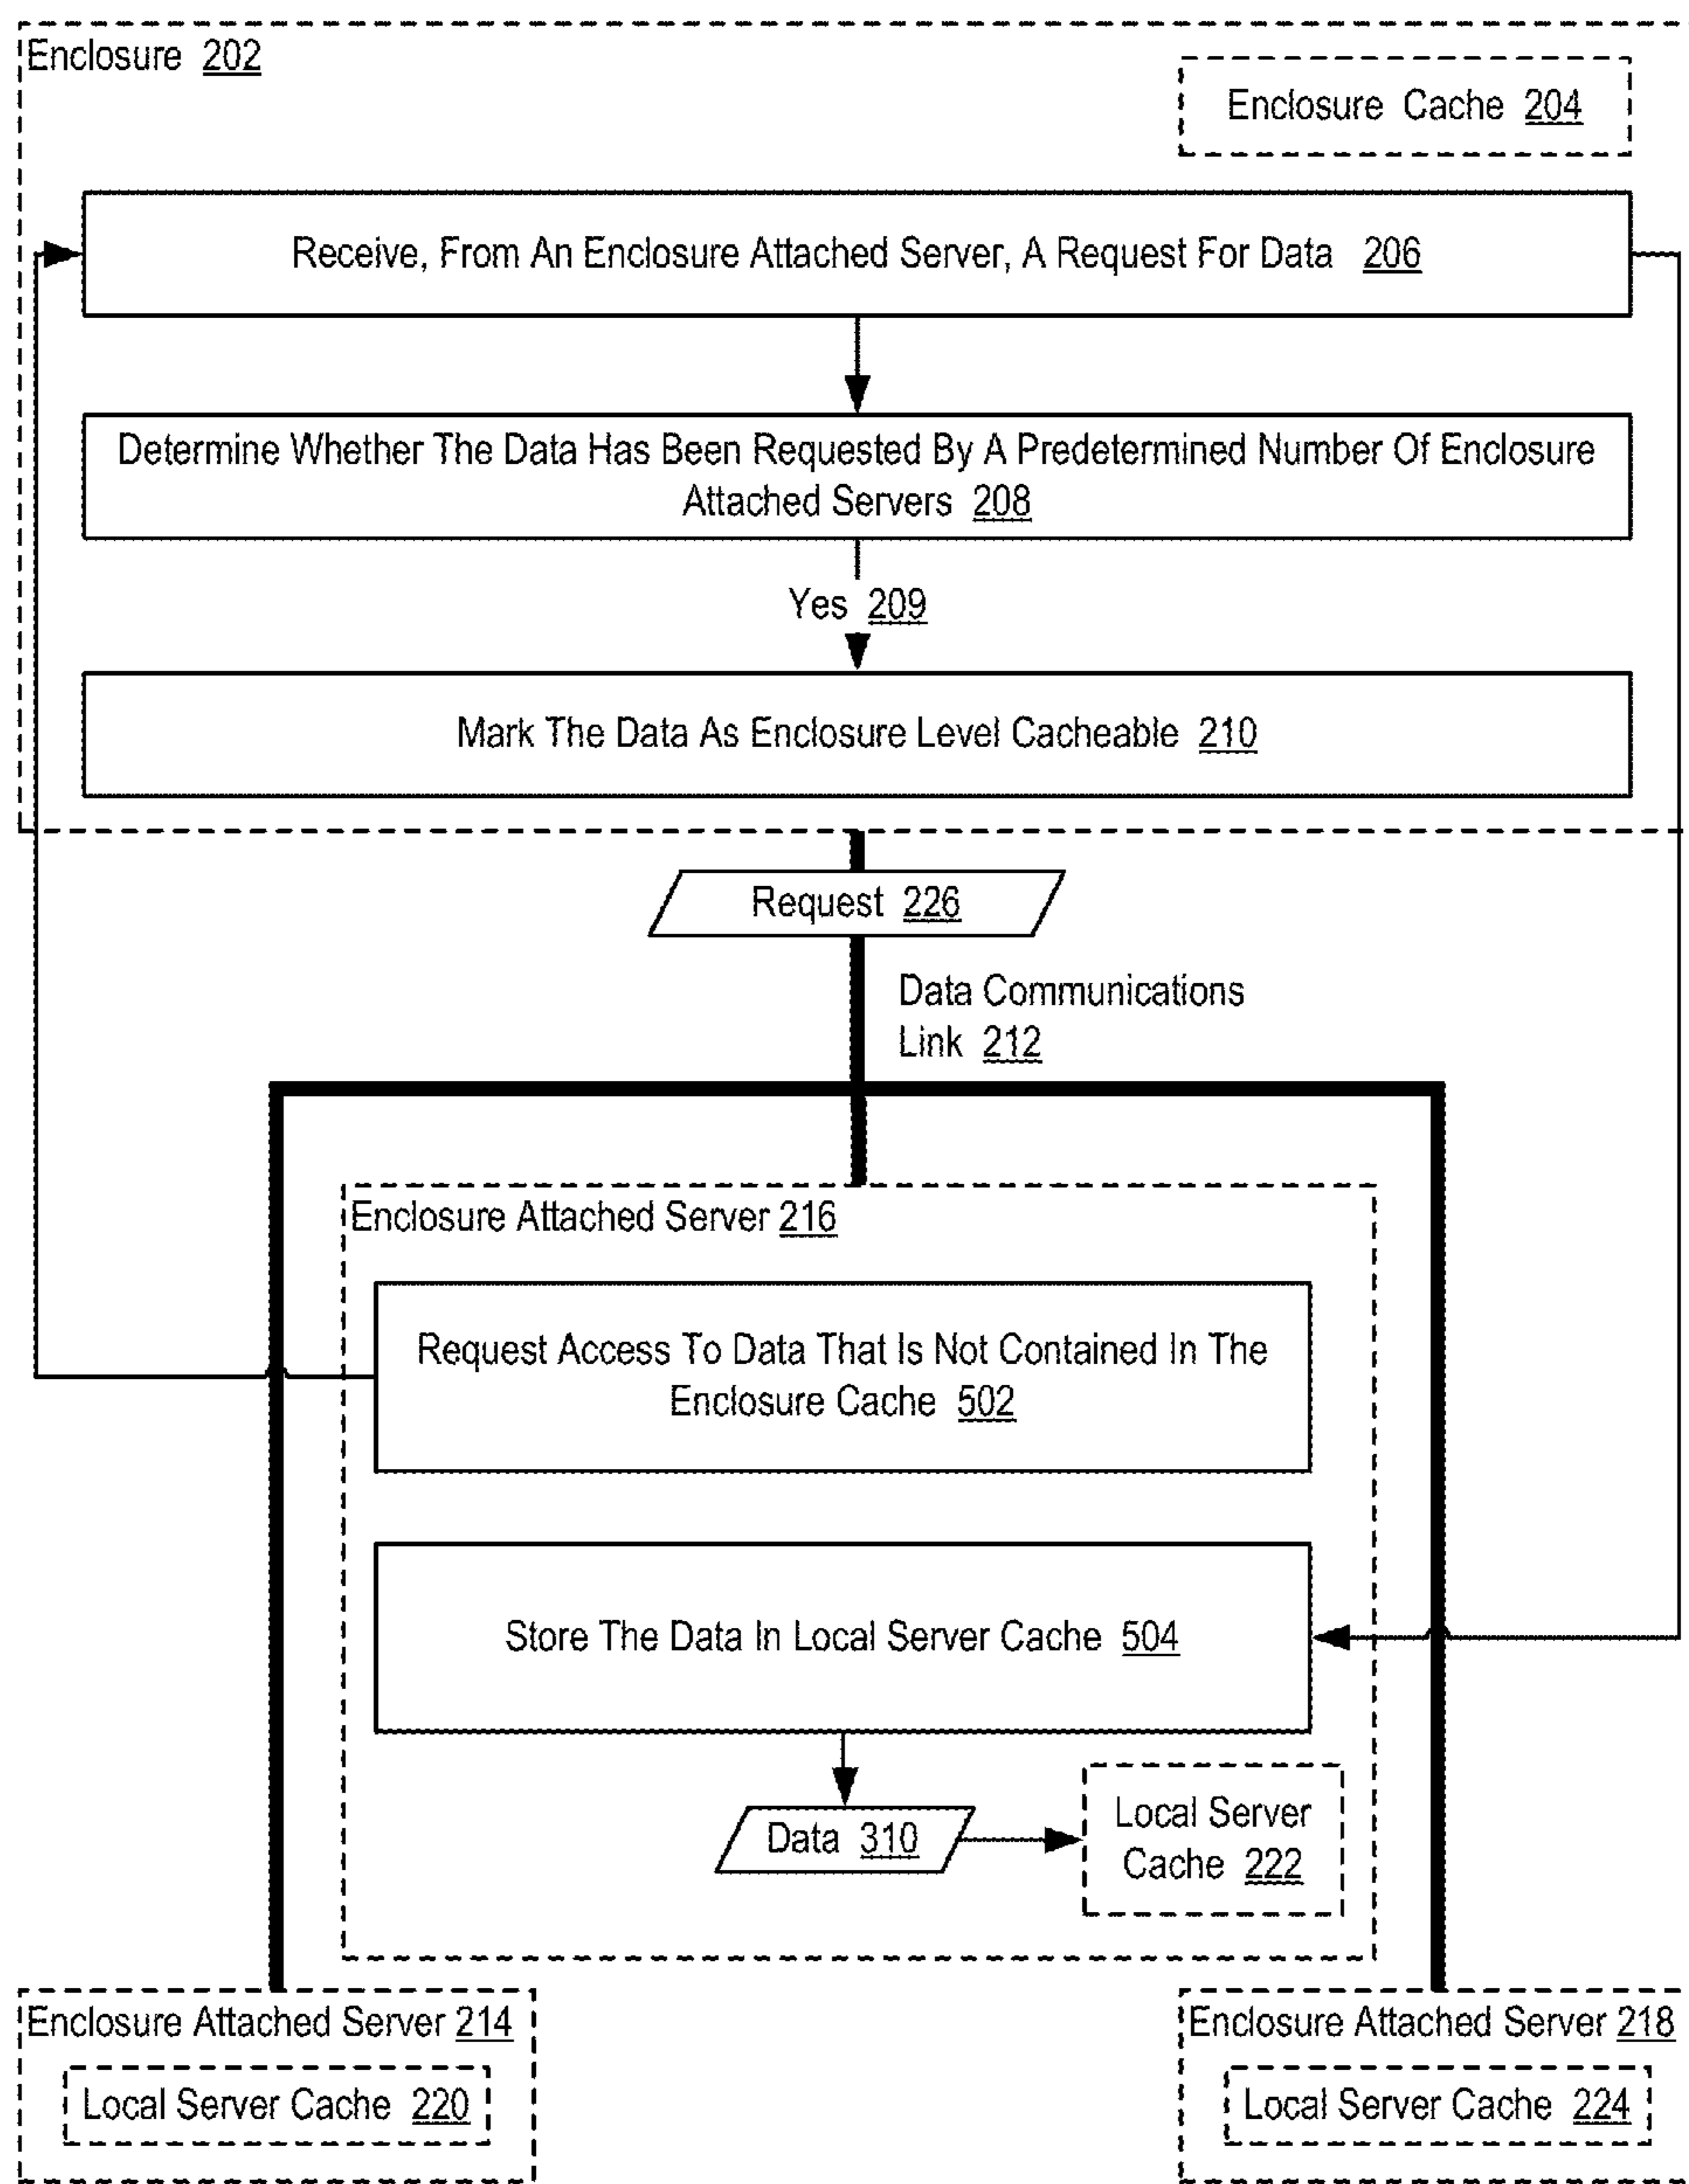 Enclosure 202
Enclosure Cache 204
Receive, From An Enclosure Attached Server, A Request For Data 206
Determine Whether The Data Has Been Requested By A Predetermined Number Of Enclosure
Attached Servers 208
Yes 209
Mark The Data As Enclosure Level Cacheable 210
Request 226
Data Communications
Link 212
Enclosure Attached Server 216
Request Access To Data That Is Not Contained In The
Enclosure Cache 502
Store The Data In Local Server Cache 504
Data 310
Local Server
Cache 222
Enclosure Attached Server 214
Local Server Cache 220
Enclosure Attached Server 218
Local Server Cache 224